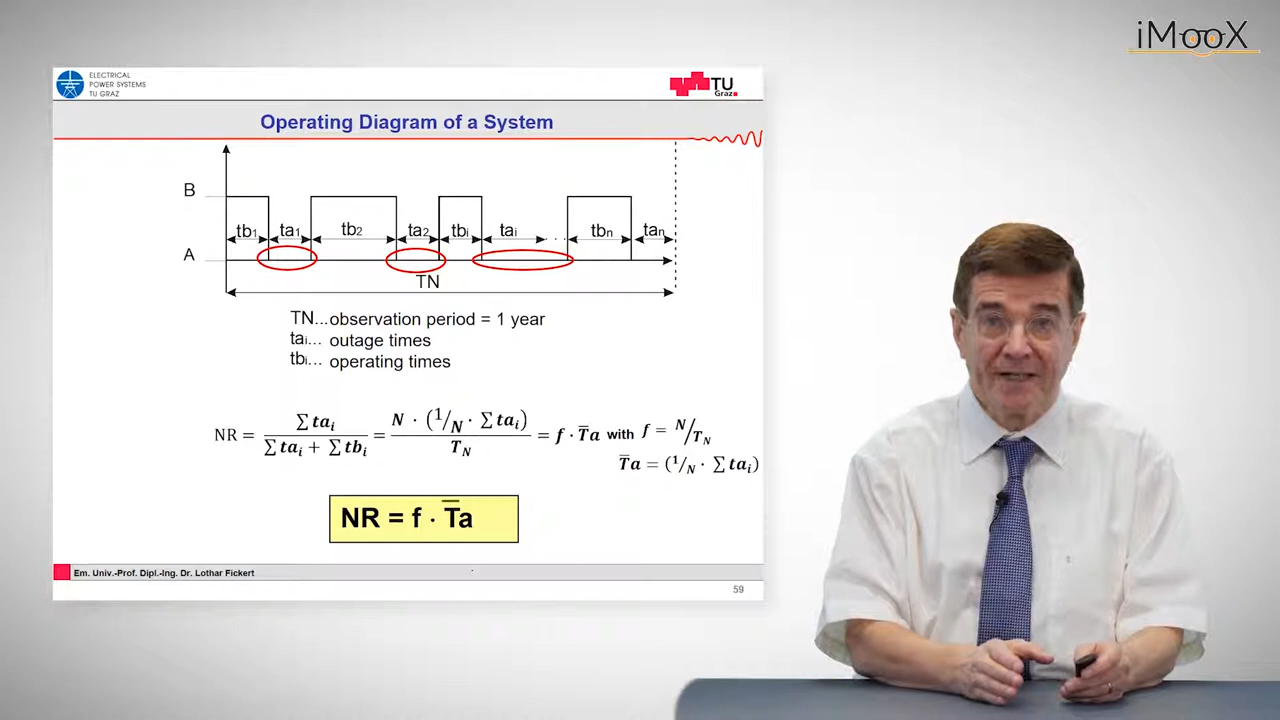 iMooX
ELECTRICAL
POWER SYSTEMS
TU GRAZ
TU
Graz
Operating Diagram of a System
B
tb1 ta1 tb2 ta2 tbi tai ... tbn tan
A
TN
TN... observation period = 1 year
tai... outage times
tbi... operating times
NR = ∑tai / (∑tai + ∑tbi) = N · (1/N · ∑tai) / TN = f · T̅a with f = N/TN
T̅a = (1/N · ∑tai)
NR = f · T̅a
Em. Univ.-Prof. Dipl.-Ing. Dr. Lothar Fickert
59